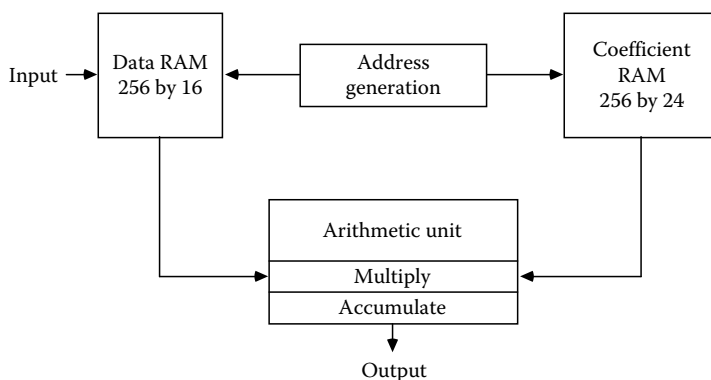 Input
Data RAM
256 by 16
Address
generation
Coefficient
RAM
256 by 24
Arithmetic unit
Multiply
Accumulate
Output